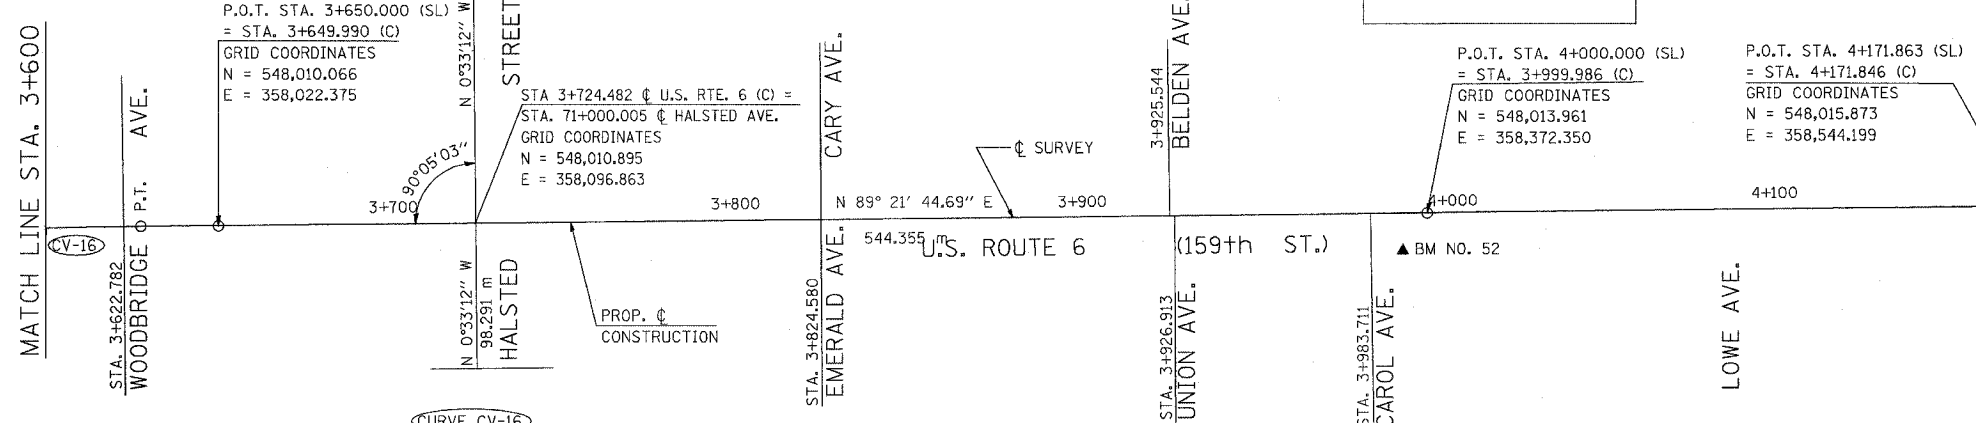 MATCH LINE STA. 3+600
CV-16
STA. 3+622.782
WOODBRIDGE AVE.
P.T.
P.O.T. STA. 3+650.000 (SL)
= STA. 3+649.990 (C)
GRID COORDINATES
N = 548,010.066
E = 358,022.375
N 0°33'12" W
STREET
90°05'03"
3+700
STA 3+724.482 ℄ U.S. RTE. 6 (C) =
STA. 71+000.005 ℄ HALSTED AVE.
GRID COORDINATES
N = 548,010.895
E = 358,096.863
N 0°33'12" W
98.291 m
HALSTED
CURVE CV-16
PROP. ℄
CONSTRUCTION
3+800
CARY AVE.
STA. 3+824.580
EMERALD AVE.
N 89° 21' 44.69" E
544.355 m
℄ SURVEY
3+900
U.S. ROUTE 6 (159th ST.)
3+925.544
BELDEN AVE.
STA. 3+926.913
UNION AVE.
STA. 3+983.711
CAROL AVE.
P.O.T. STA. 4+000.000 (SL)
= STA. 3+999.986 (C)
GRID COORDINATES
N = 548,013.961
E = 358,372.350
4+000
▲ BM NO. 52
LOWE AVE.
4+100
P.O.T. STA. 4+171.863 (SL)
= STA. 4+171.846 (C)
GRID COORDINATES
N = 548,015.873
E = 358,544.199